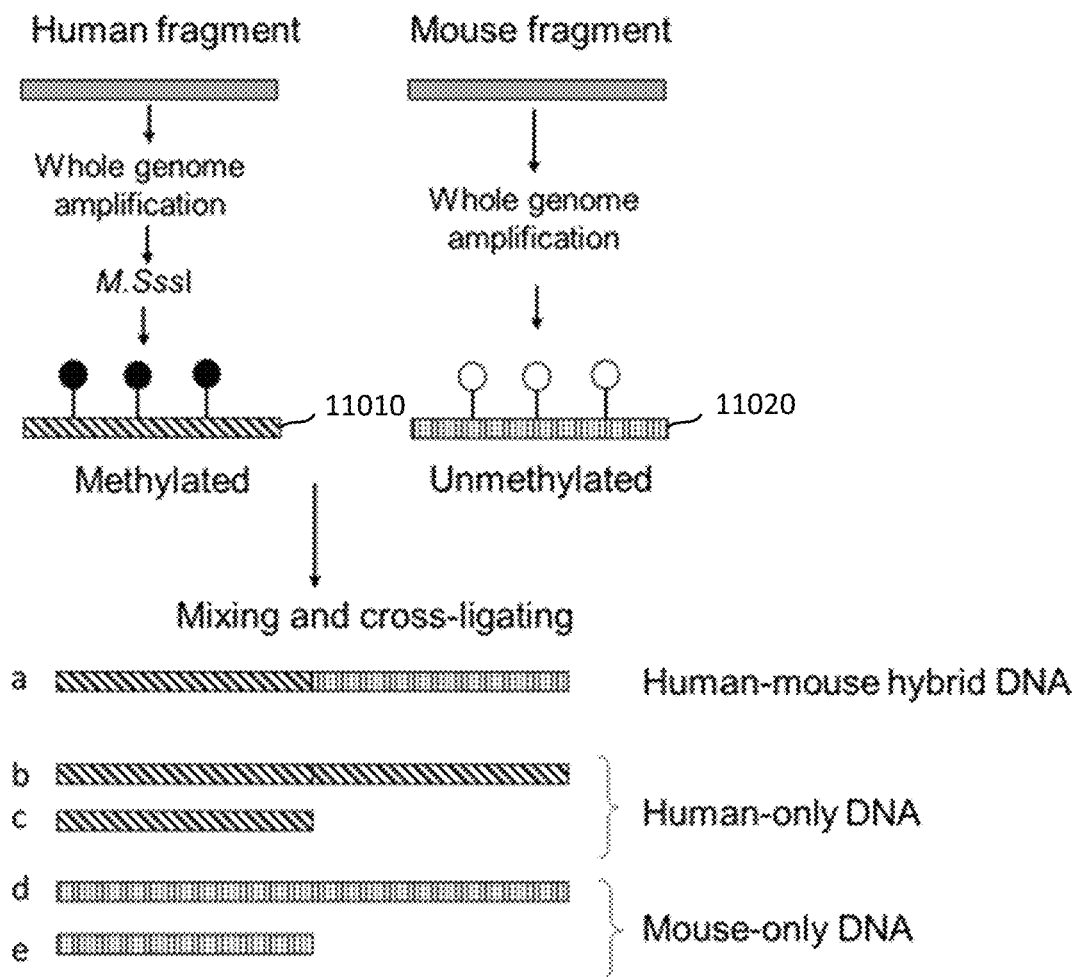 Human fragment
Mouse fragment
Whole genome
amplification
M.SssI
Whole genome
amplification
11010
11020
Methylated
Unmethylated
Mixing and cross-ligating
a
Human-mouse hybrid DNA
b
c
Human-only DNA
d
e
Mouse-only DNA